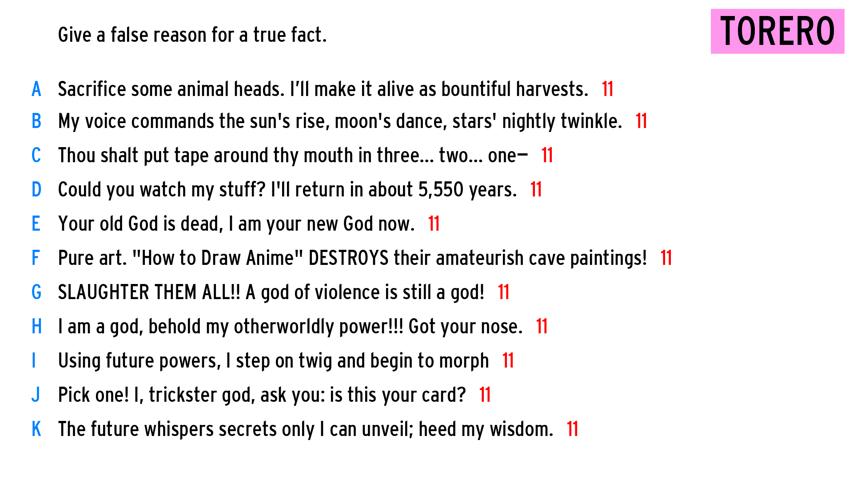 Give a false reason for a true fact.
TORERO
A Sacrifice some animal heads. I'll make it alive as bountiful harvests. 11
B My voice commands the sun's rise, moon's dance, stars' nightly twinkle. 11
C Thou shalt put tape around thy mouth in three... two... one– 11
D Could you watch my stuff? I'll return in about 5,550 years. 11
E Your old God is dead, I am your new God now. 11
F Pure art. "How to Draw Anime" DESTROYS their amateurish cave paintings! 11
G SLAUGHTER THEM ALL!! A god of violence is still a god! 11
H I am a god, behold my otherworldly power!!! Got your nose. 11
I Using future powers, I step on twig and begin to morph 11
J Pick one! I, trickster god, ask you: is this your card? 11
K The future whispers secrets only I can unveil; heed my wisdom. 11